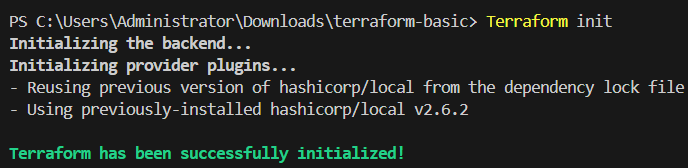 PS C:\Users\Administrator\Downloads\terraform-basic> Terraform init
Initializing the backend...
Initializing provider plugins...
- Reusing previous version of hashicorp/local from the dependency lock file
- Using previously-installed hashicorp/local v2.6.2
Terraform has been successfully initialized!